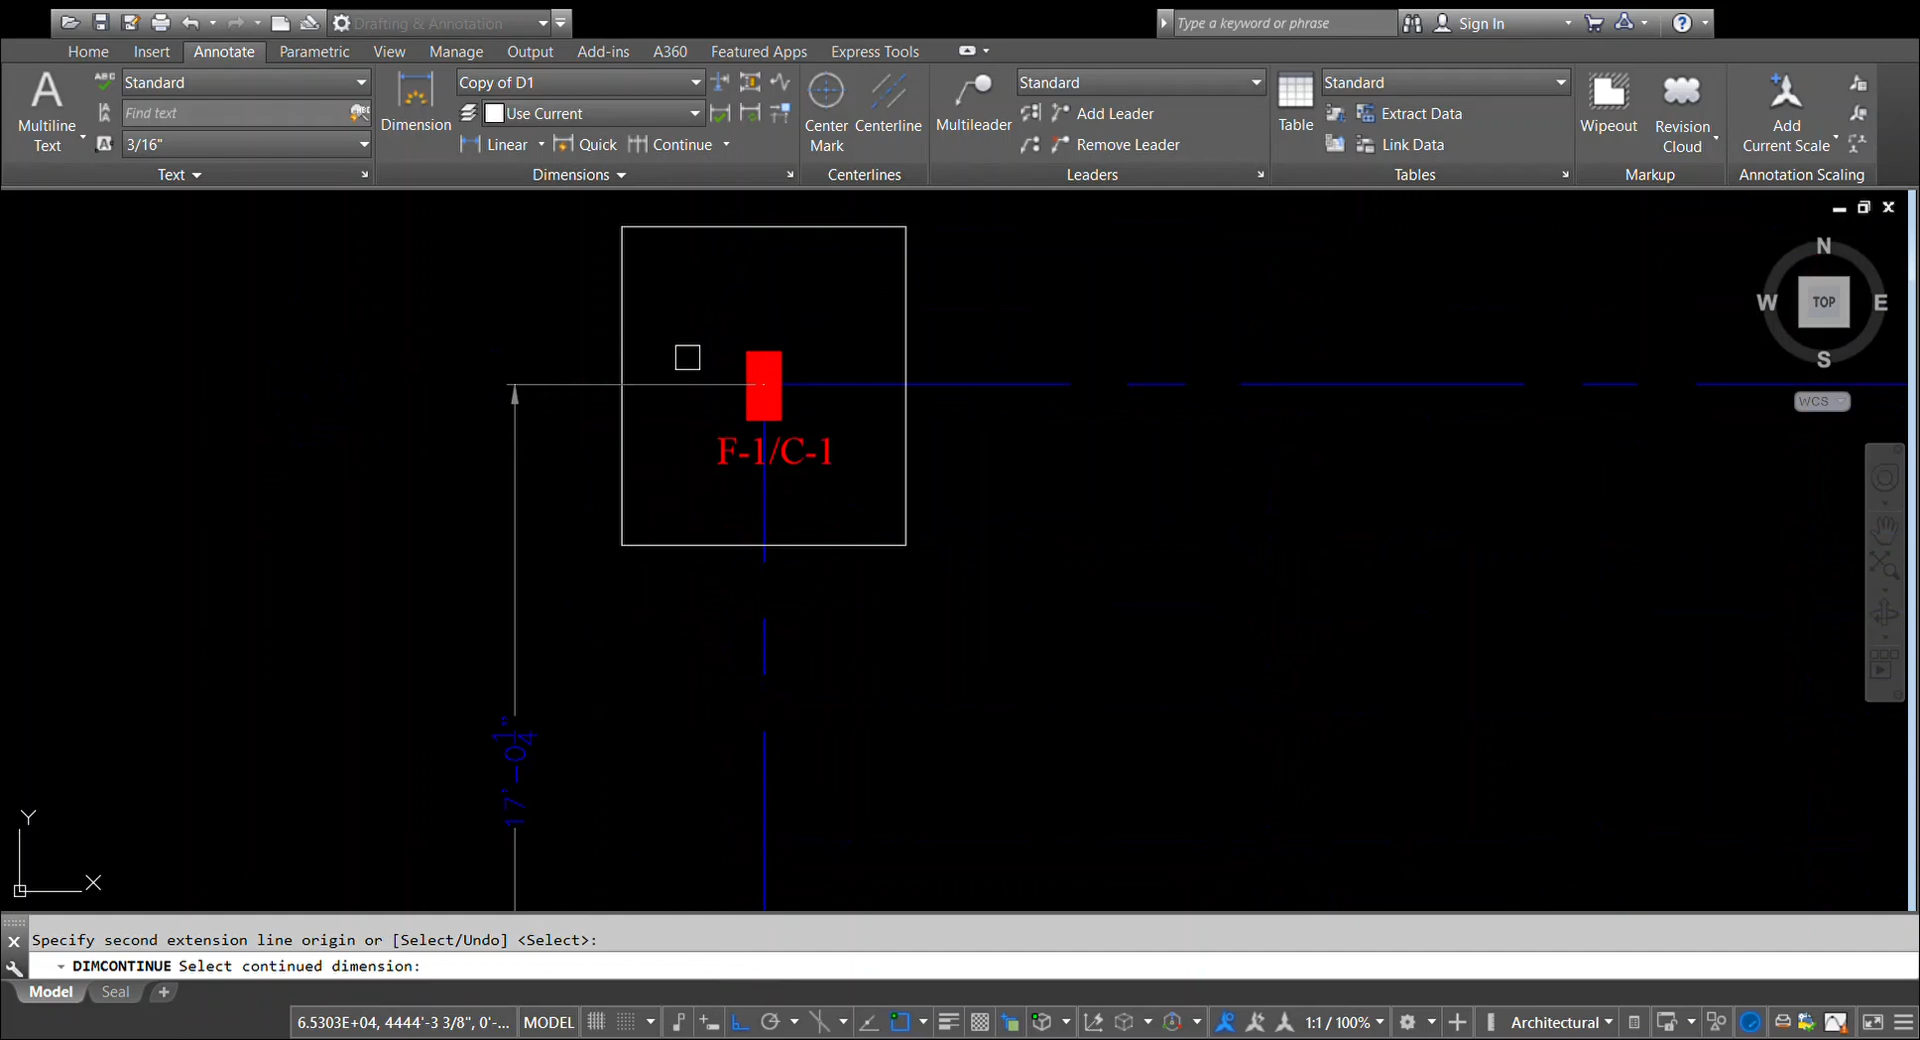 Drafting & Annotation
Type a keyword or phrase
Sign In
Home Insert Annotate Parametric View Manage Output Add-ins A360 Featured Apps Express Tools
A Multiline Text
ABC Standard
Find text
3/16"
Text
Dimension
Copy of D1
Use Current
Linear Quick Continue
Dimensions
Center Mark
Centerline
Centerlines
Multileader
Standard
Add Leader
Remove Leader
Leaders
Table
Standard
Extract Data
Link Data
Tables
Wipeout
Revision Cloud
Markup
Add Current Scale
Annotation Scaling
N
W TOP E
S
WCS
F-1/C-1
17'-0¼"
Y
X
Specify second extension line origin or [Select/Undo] <Select>:
DIMCONTINUE Select continued dimension:
Model Seal +
6.5303E+04, 4444'-3 3/8", 0'-... MODEL 1:1 / 100% Architectural